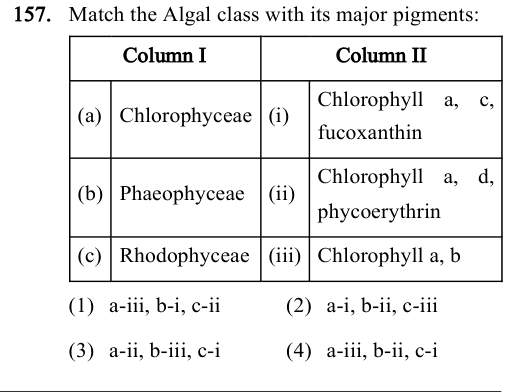 157. Match the Algal class with its major pigments:
Column I Column II
(a) Chlorophyceae (i) Chlorophyll a, c,
fucoxanthin
(b) Phaeophyceae (ii) Chlorophyll a, d,
phycoerythrin
(c) Rhodophyceae (iii) Chlorophyll a, b
(1) a-iii, b-i, c-ii (2) a-i, b-ii, c-iii
(3) a-ii, b-iii, c-i (4) a-iii, b-ii, c-i